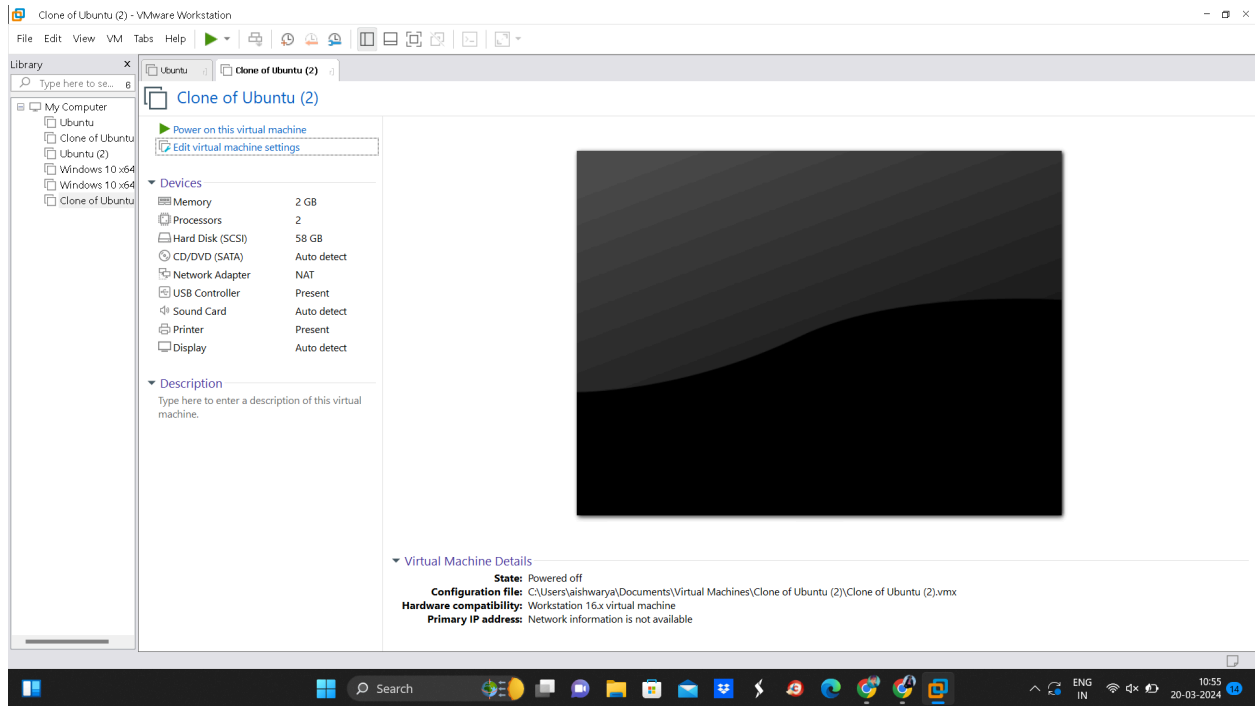 Clone of Ubuntu (2) - VMware Workstation
File Edit View VM Tabs Help
Library x
Type here to se...
My Computer
Ubuntu
Clone of Ubuntu
Ubuntu (2)
Windows 10 x64
Windows 10 x64
Clone of Ubuntu
Ubuntu
Clone of Ubuntu (2)
Clone of Ubuntu (2)
Power on this virtual machine
Edit virtual machine settings
Devices
Memory 2 GB
Processors 2
Hard Disk (SCSI) 58 GB
CD/DVD (SATA) Auto detect
Network Adapter NAT
USB Controller Present
Sound Card Auto detect
Printer Present
Display Auto detect
Description
Type here to enter a description of this virtual
machine.
Virtual Machine Details
State: Powered off
Configuration file: C:\Users\aishwarya\Documents\Virtual Machines\Clone of Ubuntu (2)\Clone of Ubuntu (2).vmx
Hardware compatibility: Workstation 16.x virtual machine
Primary IP address: Network information is not available
Search
ENG
IN
10:55
20-03-2024
14